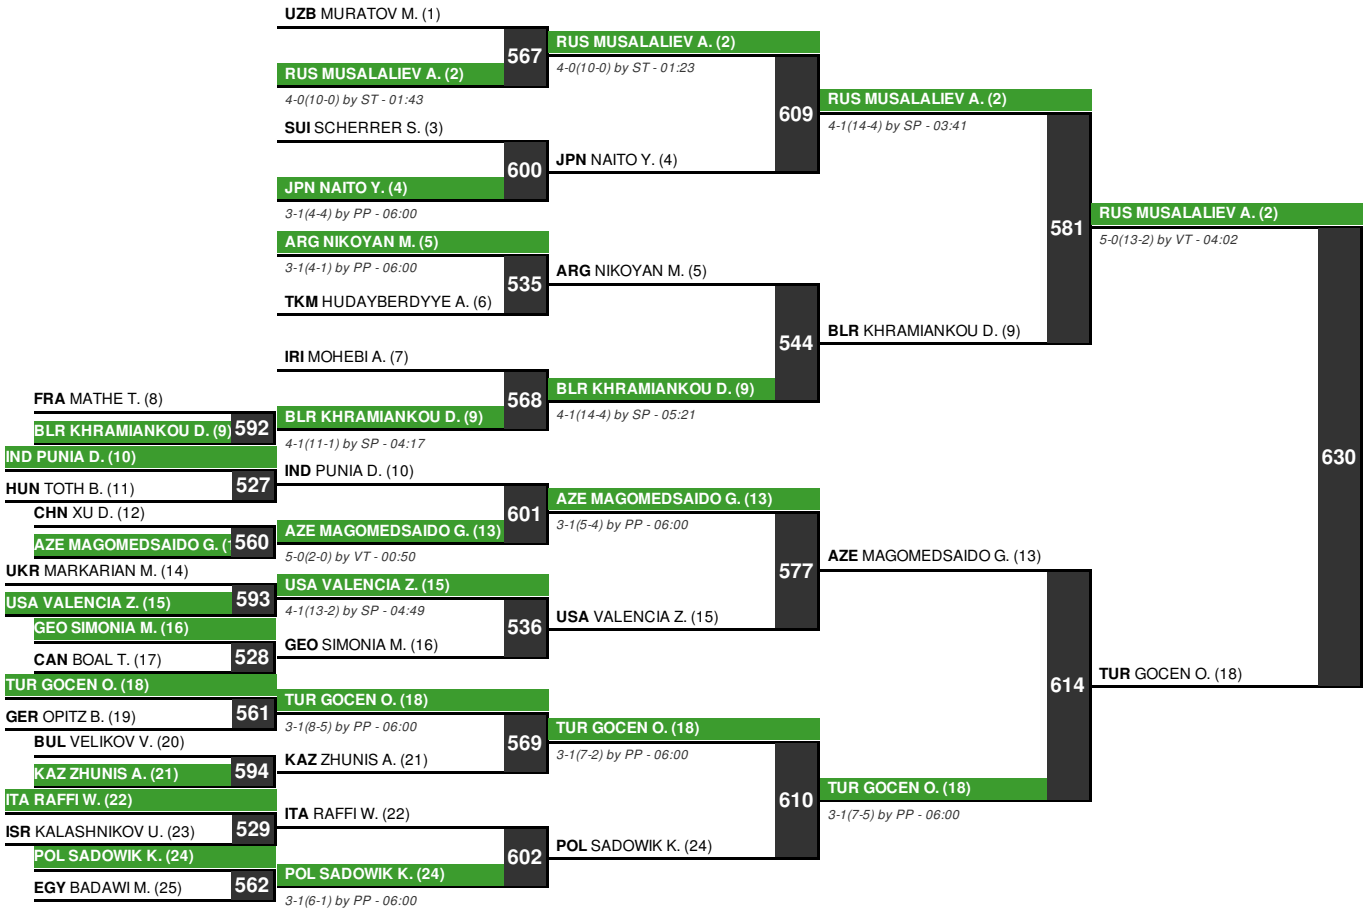 UZB MURATOV M. (1)
567
RUS MUSALALIEV A. (2)
4-0(10-0) by ST - 01:43
SUI SCHERRER S. (3)
600
JPN NAITO Y. (4)
3-1(4-4) by PP - 06:00
ARG NIKOYAN M. (5)
3-1(4-1) by PP - 06:00
535
TKM HUDAYBERDYYE A. (6)
IRI MOHEBI A. (7)
568
FRA MATHE T. (8)
592
BLR KHRAMIANKOU D. (9)
BLR KHRAMIANKOU D. (9)
4-1(11-1) by SP - 04:17
IND PUNIA D. (10)
527
HUN TOTH B. (11)
IND PUNIA D. (10)
601
CHN XU D. (12)
560
AZE MAGOMEDSAIDO G. (1
AZE MAGOMEDSAIDO G. (13)
5-0(2-0) by VT - 00:50
UKR MARKARIAN M. (14)
593
USA VALENCIA Z. (15)
USA VALENCIA Z. (15)
4-1(13-2) by SP - 04:49
536
GEO SIMONIA M. (16)
528
CAN BOAL T. (17)
GEO SIMONIA M. (16)
TUR GOCEN O. (18)
561
GER OPITZ B. (19)
TUR GOCEN O. (18)
3-1(8-5) by PP - 06:00
569
BUL VELIKOV V. (20)
594
KAZ ZHUNIS A. (21)
KAZ ZHUNIS A. (21)
ITA RAFFI W. (22)
529
ISR KALASHNIKOV U. (23)
ITA RAFFI W. (22)
602
POL SADOWIK K. (24)
562
EGY BADAWI M. (25)
POL SADOWIK K. (24)
3-1(6-1) by PP - 06:00
RUS MUSALALIEV A. (2)
4-0(10-0) by ST - 01:23
609
JPN NAITO Y. (4)
ARG NIKOYAN M. (5)
544
BLR KHRAMIANKOU D. (9)
4-1(14-4) by SP - 05:21
AZE MAGOMEDSAIDO G. (13)
3-1(5-4) by PP - 06:00
577
USA VALENCIA Z. (15)
TUR GOCEN O. (18)
3-1(7-2) by PP - 06:00
610
POL SADOWIK K. (24)
RUS MUSALALIEV A. (2)
4-1(14-4) by SP - 03:41
581
BLR KHRAMIANKOU D. (9)
AZE MAGOMEDSAIDO G. (13)
614
TUR GOCEN O. (18)
3-1(7-5) by PP - 06:00
RUS MUSALALIEV A. (2)
5-0(13-2) by VT - 04:02
630
TUR GOCEN O. (18)